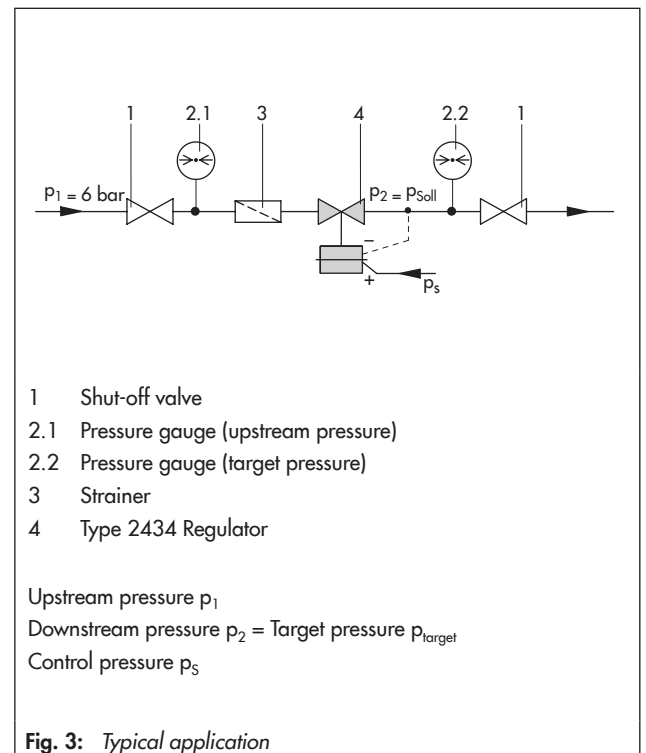 1 2.1 3 4 2.2 1
p₁ = 6 bar p₂ = pSoll
−
+ pₛ
1 Shut-off valve
2.1 Pressure gauge (upstream pressure)
2.2 Pressure gauge (target pressure)
3 Strainer
4 Type 2434 Regulator
Upstream pressure p₁
Downstream pressure p₂ = Target pressure ptarget
Control pressure pS
Fig. 3: Typical application